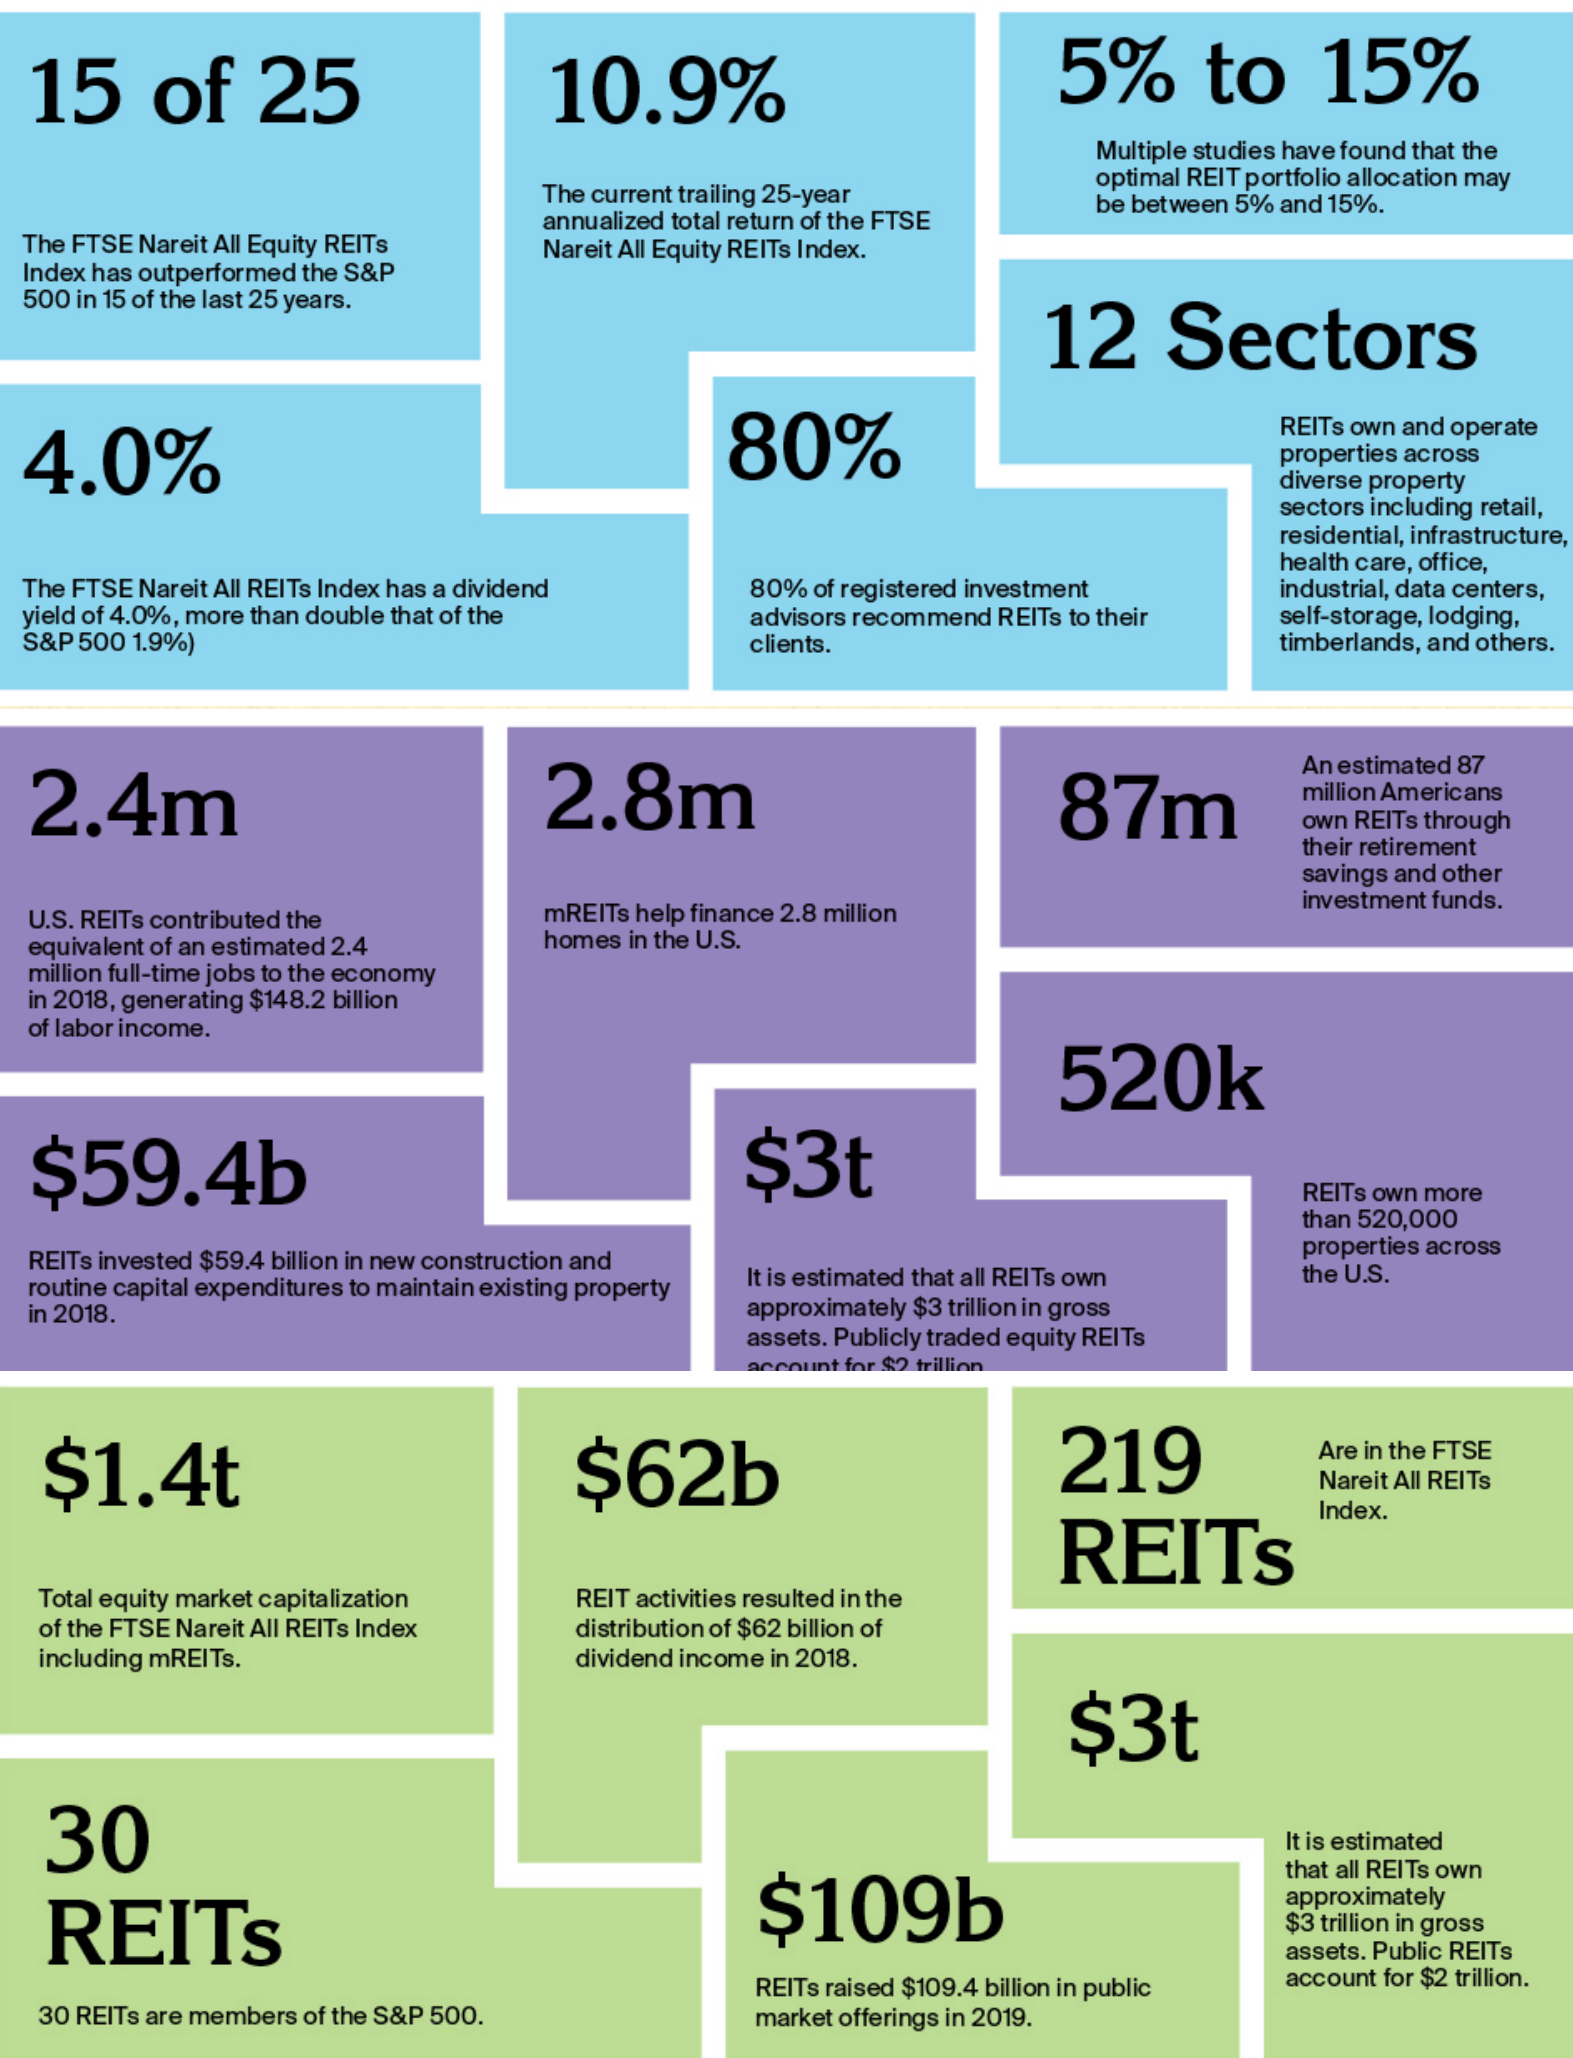 15 of 25
The FTSE Nareit All Equity REITs
Index has outperformed the S&P
500 in 15 of the last 25 years.
10.9%
The current trailing 25-year
annualized total return of the FTSE
Nareit All Equity REITs Index.
5% to 15%
Multiple studies have found that the
optimal REIT portfolio allocation may
be between 5% and 15%.
4.0%
The FTSE Nareit All REITs Index has a dividend
yield of 4.0%, more than double that of the
S&P 500 1.9%)
80%
80% of registered investment
advisors recommend REITs to their
clients.
12 Sectors
REITs own and operate
properties across
diverse property
sectors including retail,
residential, infrastructure,
health care, office,
industrial, data centers,
self-storage, lodging,
timberlands, and others.
2.4m
U.S. REITs contributed the
equivalent of an estimated 2.4
million full-time jobs to the economy
in 2018, generating $148.2 billion
of labor income.
2.8m
mREITs help finance 2.8 million
homes in the U.S.
87m
An estimated 87
million Americans
own REITs through
their retirement
savings and other
investment funds.
$59.4b
REITs invested $59.4 billion in new construction and
routine capital expenditures to maintain existing property
in 2018.
$3t
It is estimated that all REITs own
approximately $3 trillion in gross
assets. Publicly traded equity REITs
account for $2 trillion
520k
REITs own more
than 520,000
properties across
the U.S.
$1.4t
Total equity market capitalization
of the FTSE Nareit All REITs Index
including mREITs.
$62b
REIT activities resulted in the
distribution of $62 billion of
dividend income in 2018.
219
REITs
Are in the FTSE
Nareit All REITs
Index.
30
REITs
30 REITs are members of the S&P 500.
$109b
REITs raised $109.4 billion in public
market offerings in 2019.
$3t
It is estimated
that all REITs own
approximately
$3 trillion in gross
assets. Public REITs
account for $2 trillion.